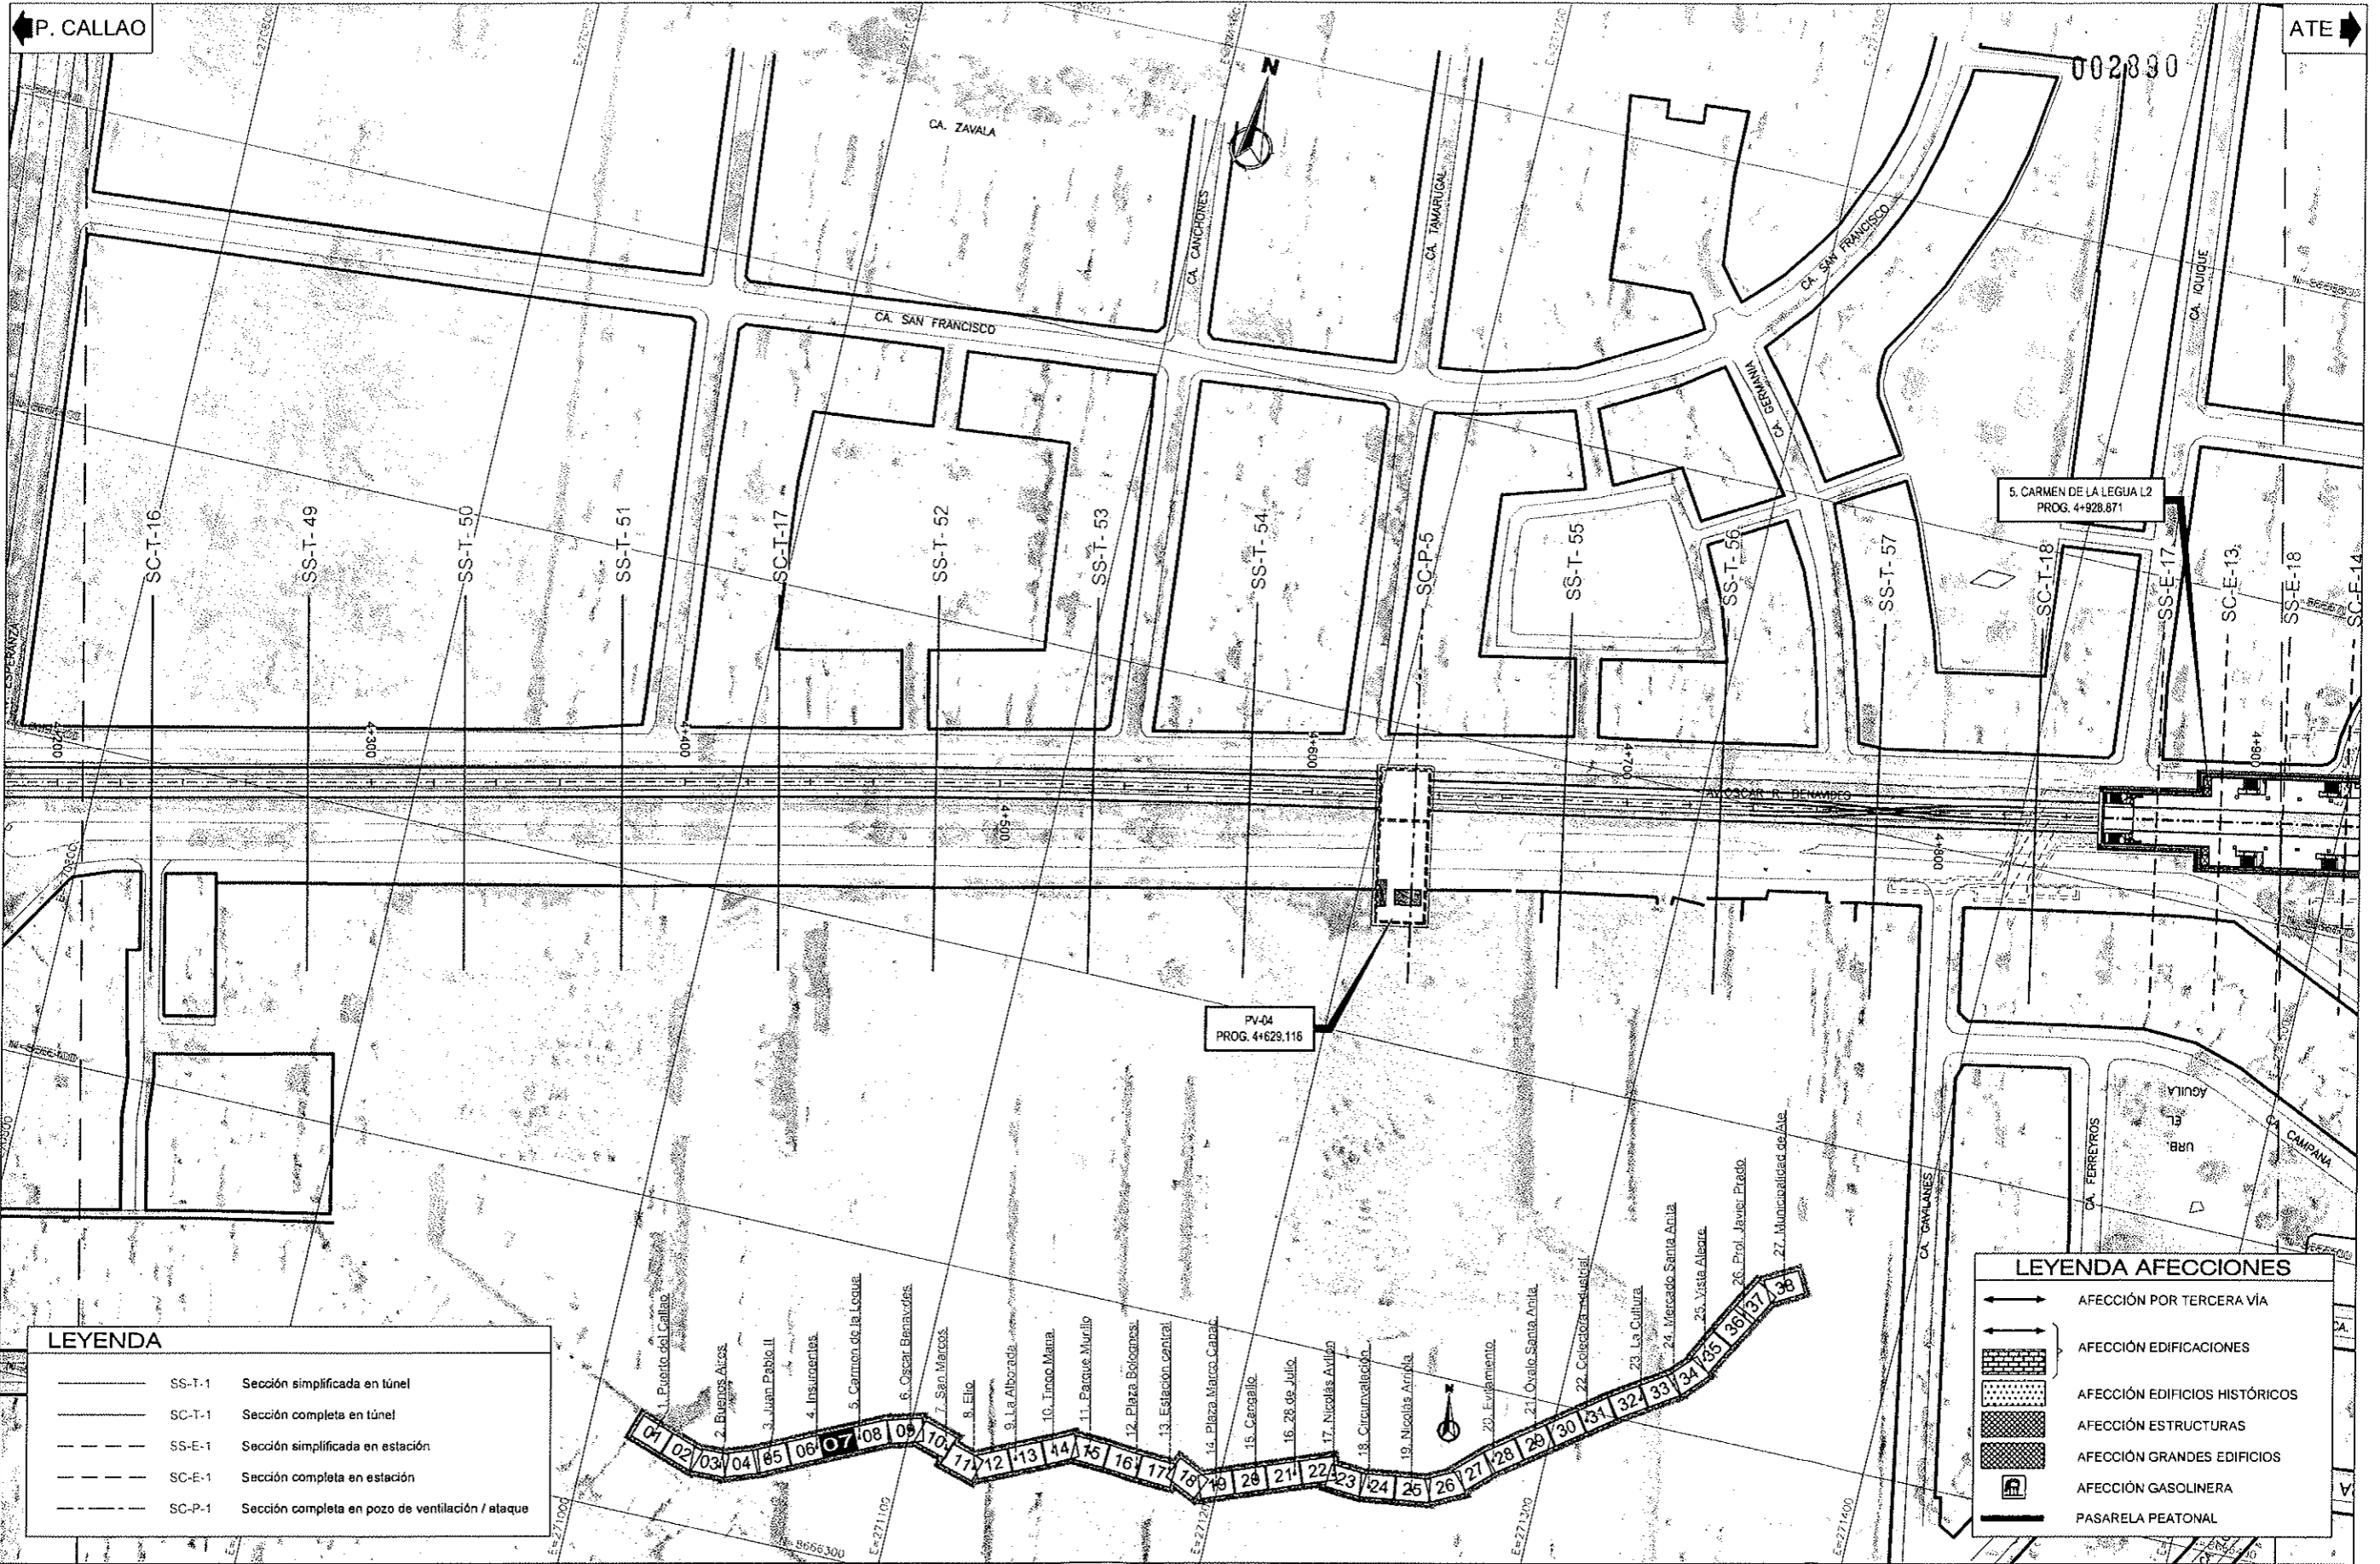 P. CALLAO
ATE
002890
N
CA. ZAVALA
CA. CANCHONES
CA. TAMARUGAL
CA. SAN FRANCISCO
CA. IQUIQUE
CA. SAN FRANCISCO
CA. GERMANIA
5. CARMEN DE LA LEGUA L2
PROG. 4+928.871
SC-T-16
SS-T-49
SS-T-50
SS-T-51
SC-T-17
SS-T-52
SS-T-53
SS-T-54
SC-P-5
SS-T-55
SS-T-56
SS-T-57
SC-T-18
SS-E-17
SC-E-13
SS-E-18
SC-E-14
ESPERANZA
4+200
4+300
4+400
4+500
4+600
4+700
4+800
4+900
AV. OSCAR R. BENAVIDES
PV-04
PROG. 4+629.116
CA. GAVILANES
CA. FERREYROS
URB.
EL
AGUILA
CA. CAMPANA
1. Puerto del Callao
2. Buenos Aires
3. Juan Pablo II
4. Insurgentes
5. Carmen de la Legua
6. Oscar Benavides
7. San Marcos
8. Elio
9. La Alborada
10. Tingo María
11. Parque Murillo
12. Plaza Bolognesi
13. Estación central
14. Plaza Manco Capac
15. Cangallo
16. 28 de Julio
17. Nicolás Ayllón
18. Circunvalación
19. Nicolás Arriola
20. Evitamiento
21. Óvalo Santa Anita
22. Colectora Industrial
23. La Cultura
24. Mercado Santa Anita
25. Vista Alegre
26. Prol. Javier Prado
27. Municipalidad de Ate
01 02 03 04 05 06 07 08 09 10 11 12 13 14 15 16 17 18 19 20 21 22 23 24 25 26 27 28 29 30 31 32 33 34 35 36 37 38
N
E=271000
E=271100
E=271200
E=271300
E=271400
8666300
LEYENDA
SS-T-1 Sección simplificada en túnel
SC-T-1 Sección completa en túnel
SS-E-1 Sección simplificada en estación
SC-E-1 Sección completa en estación
SC-P-1 Sección completa en pozo de ventilación / ataque
LEYENDA AFECCIONES
AFECCIÓN POR TERCERA VÍA
AFECCIÓN EDIFICACIONES
AFECCIÓN EDIFICIOS HISTÓRICOS
AFECCIÓN ESTRUCTURAS
AFECCIÓN GRANDES EDIFICIOS
AFECCIÓN GASOLINERA
PASARELA PEATONAL